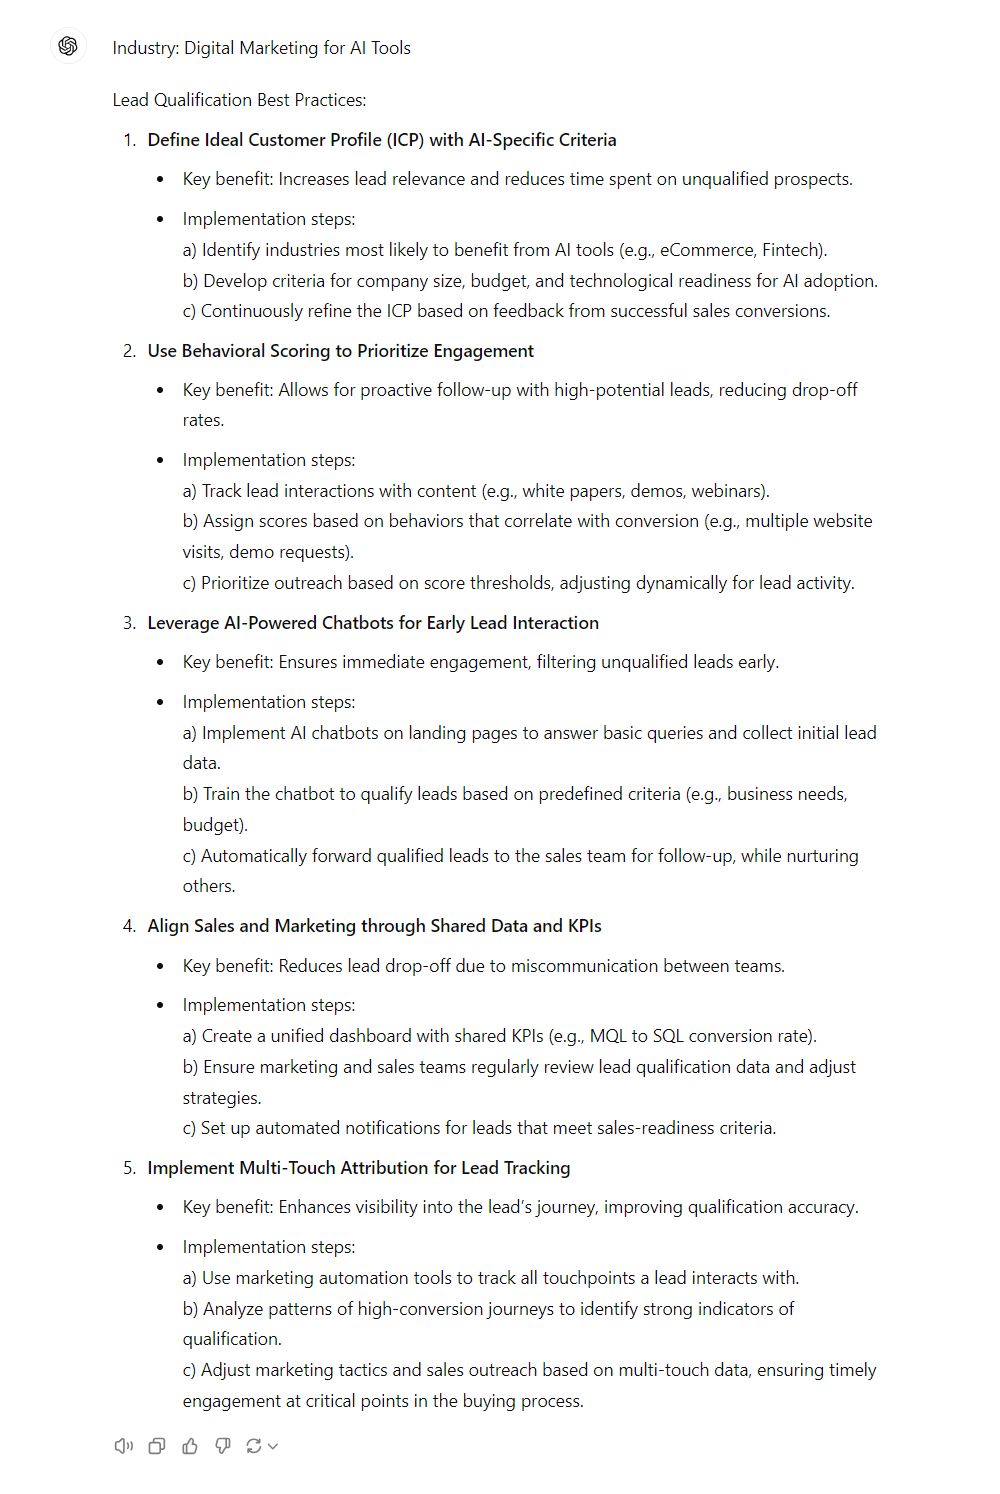 Industry: Digital Marketing for AI Tools
Lead Qualification Best Practices:
1. Define Ideal Customer Profile (ICP) with AI-Specific Criteria
• Key benefit: Increases lead relevance and reduces time spent on unqualified prospects.
• Implementation steps:
a) Identify industries most likely to benefit from AI tools (e.g., eCommerce, Fintech).
b) Develop criteria for company size, budget, and technological readiness for AI adoption.
c) Continuously refine the ICP based on feedback from successful sales conversions.
2. Use Behavioral Scoring to Prioritize Engagement
• Key benefit: Allows for proactive follow-up with high-potential leads, reducing drop-off
rates.
• Implementation steps:
a) Track lead interactions with content (e.g., white papers, demos, webinars).
b) Assign scores based on behaviors that correlate with conversion (e.g., multiple website
visits, demo requests).
c) Prioritize outreach based on score thresholds, adjusting dynamically for lead activity.
3. Leverage AI-Powered Chatbots for Early Lead Interaction
• Key benefit: Ensures immediate engagement, filtering unqualified leads early.
• Implementation steps:
a) Implement AI chatbots on landing pages to answer basic queries and collect initial lead
data.
b) Train the chatbot to qualify leads based on predefined criteria (e.g., business needs,
budget).
c) Automatically forward qualified leads to the sales team for follow-up, while nurturing
others.
4. Align Sales and Marketing through Shared Data and KPIs
• Key benefit: Reduces lead drop-off due to miscommunication between teams.
• Implementation steps:
a) Create a unified dashboard with shared KPIs (e.g., MQL to SQL conversion rate).
b) Ensure marketing and sales teams regularly review lead qualification data and adjust
strategies.
c) Set up automated notifications for leads that meet sales-readiness criteria.
5. Implement Multi-Touch Attribution for Lead Tracking
• Key benefit: Enhances visibility into the lead's journey, improving qualification accuracy.
• Implementation steps:
a) Use marketing automation tools to track all touchpoints a lead interacts with.
b) Analyze patterns of high-conversion journeys to identify strong indicators of
qualification.
c) Adjust marketing tactics and sales outreach based on multi-touch data, ensuring timely
engagement at critical points in the buying process.